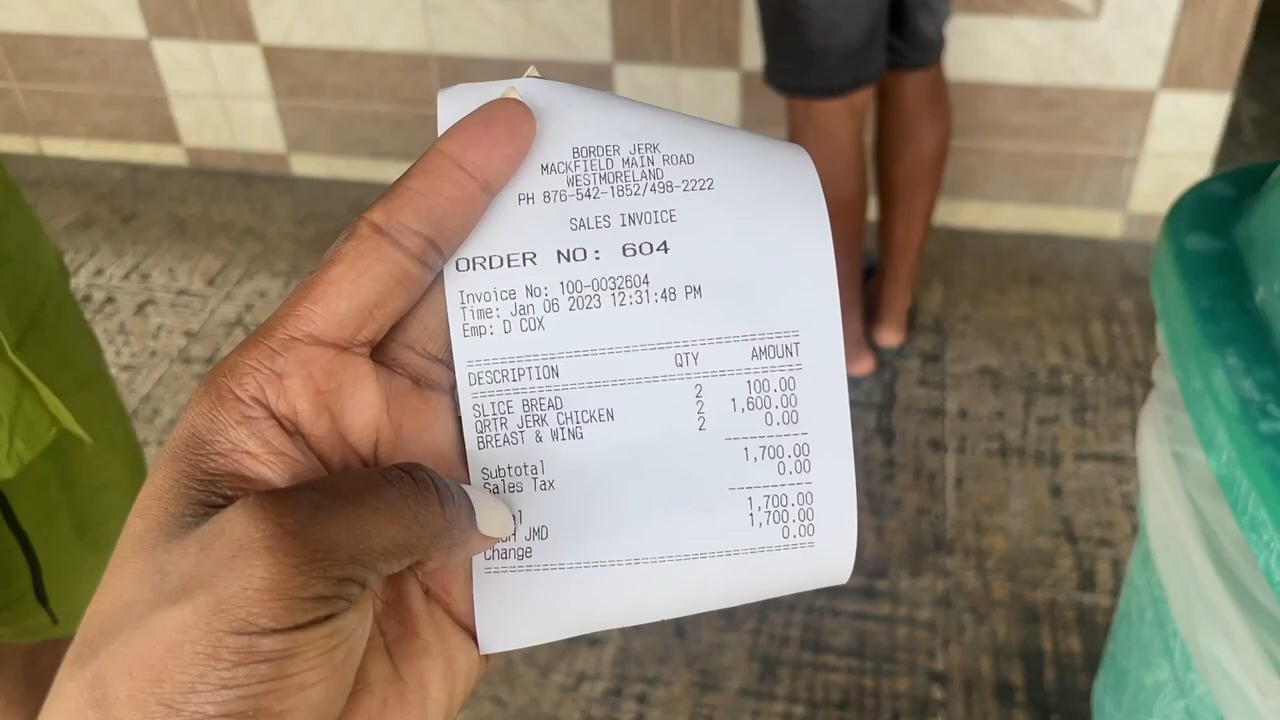 BORDER JERK
MACKFIELD MAIN ROAD
WESTMORELAND
PH 876-542-1852/498-2222
SALES INVOICE
ORDER NO: 604
Invoice No: 100-0032604
Time: Jan 06 2023 12:31:48 PM
Emp: D COX
DESCRIPTION QTY AMOUNT
SLICE BREAD 2 100.00
QRTR JERK CHICKEN 2 1,600.00
BREAST & WING 2 0.00
Subtotal 1,700.00
Sales Tax 0.00
1,700.00
JMD 1,700.00
Change 0.00